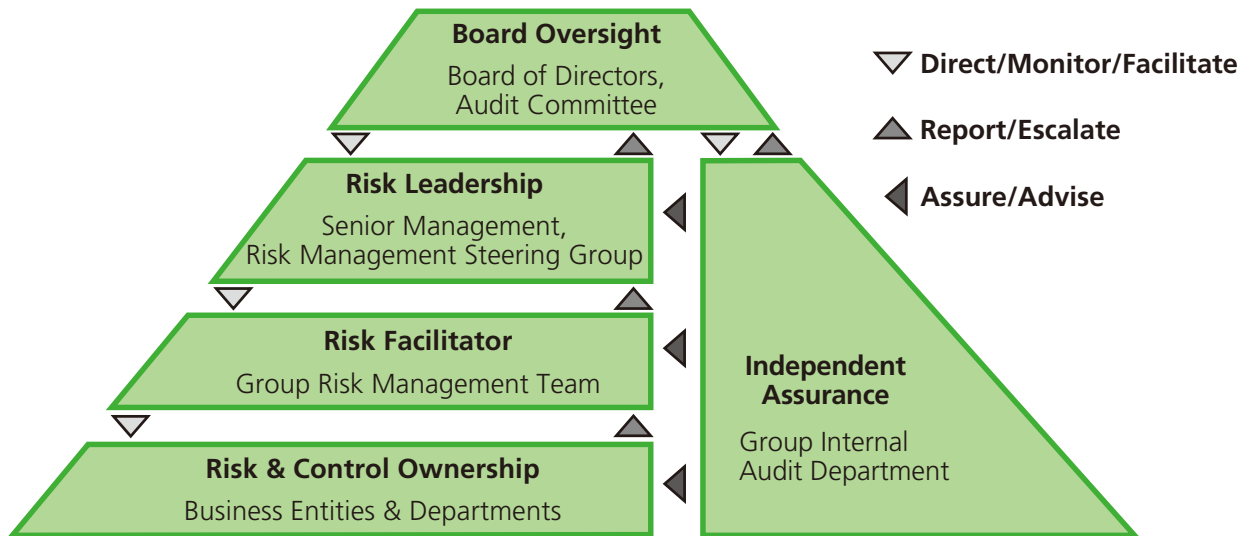 Board Oversight
Board of Directors,
Audit Committee
Direct/Monitor/Facilitate
Report/Escalate
Assure/Advise
Risk Leadership
Senior Management,
Risk Management Steering Group
Risk Facilitator
Group Risk Management Team
Risk & Control Ownership
Business Entities & Departments
Independent
Assurance
Group Internal
Audit Department